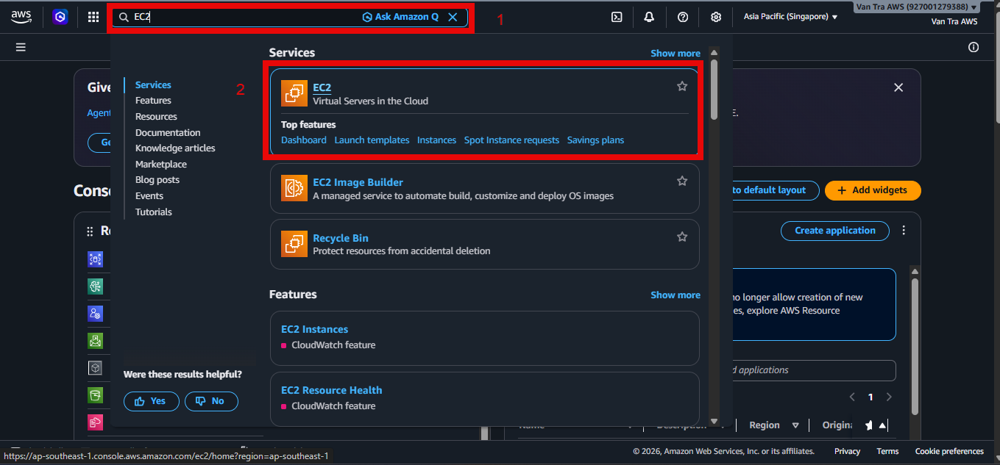 aws
EC2
Ask Amazon Q
1
Asia Pacific (Singapore)
Van Tra AWS (927001279388)
Van Tra AWS
Services
Show more
2
Services
Features
Resources
Documentation
Knowledge articles
Marketplace
Blog posts
Events
Tutorials
EC2
Virtual Servers in the Cloud
Top features
Dashboard Launch templates Instances Spot Instance requests Savings plans
EC2 Image Builder
A managed service to automate build, customize and deploy OS images
Recycle Bin
Protect resources from accidental deletion
Features
Show more
EC2 Instances
CloudWatch feature
EC2 Resource Health
CloudWatch feature
Were these results helpful?
Yes
No
Give
Agent
Ge
Conso
E.
to default layout
Add widgets
Create application
no longer allow creation of new
es, explore AWS Resource
d applications
1
Name
Description
Region
Origina
https://ap-southeast-1.console.aws.amazon.com/ec2/home?region=ap-southeast-1
© 2026, Amazon Web Services, Inc. or its affiliates.
Privacy
Terms
Cookie preferences